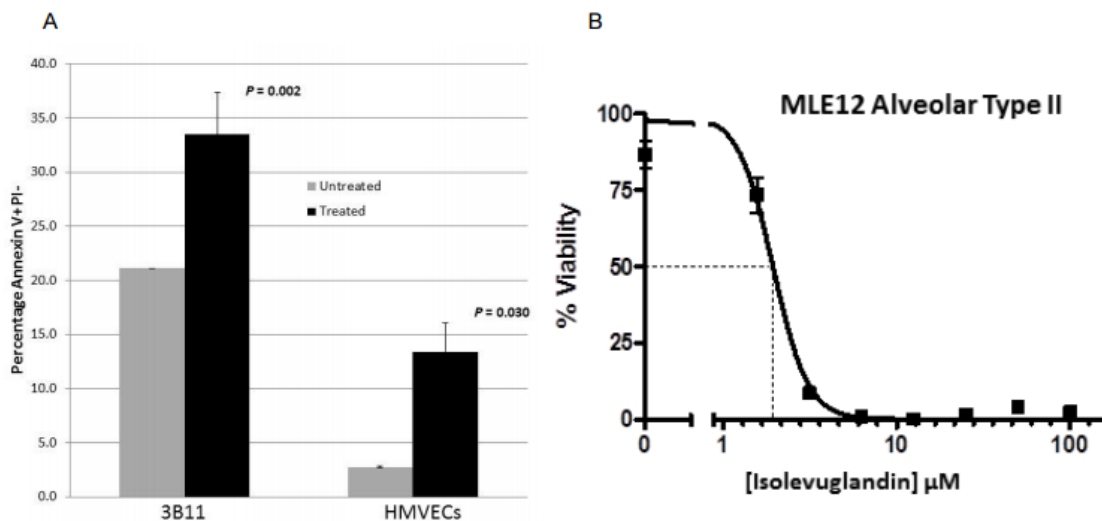 A
Percentage Annexin V+PI-
40.0
35.0
30.0
25.0
20.0
15.0
10.0
5.0
0.0
P = 0.002
Untreated
Treated
P = 0.030
3B11
HMVECs
B
MLE12 Alveolar Type II
% Viability
100
75
50
25
0
0
1
10
100
[Isolevuglandin] μM